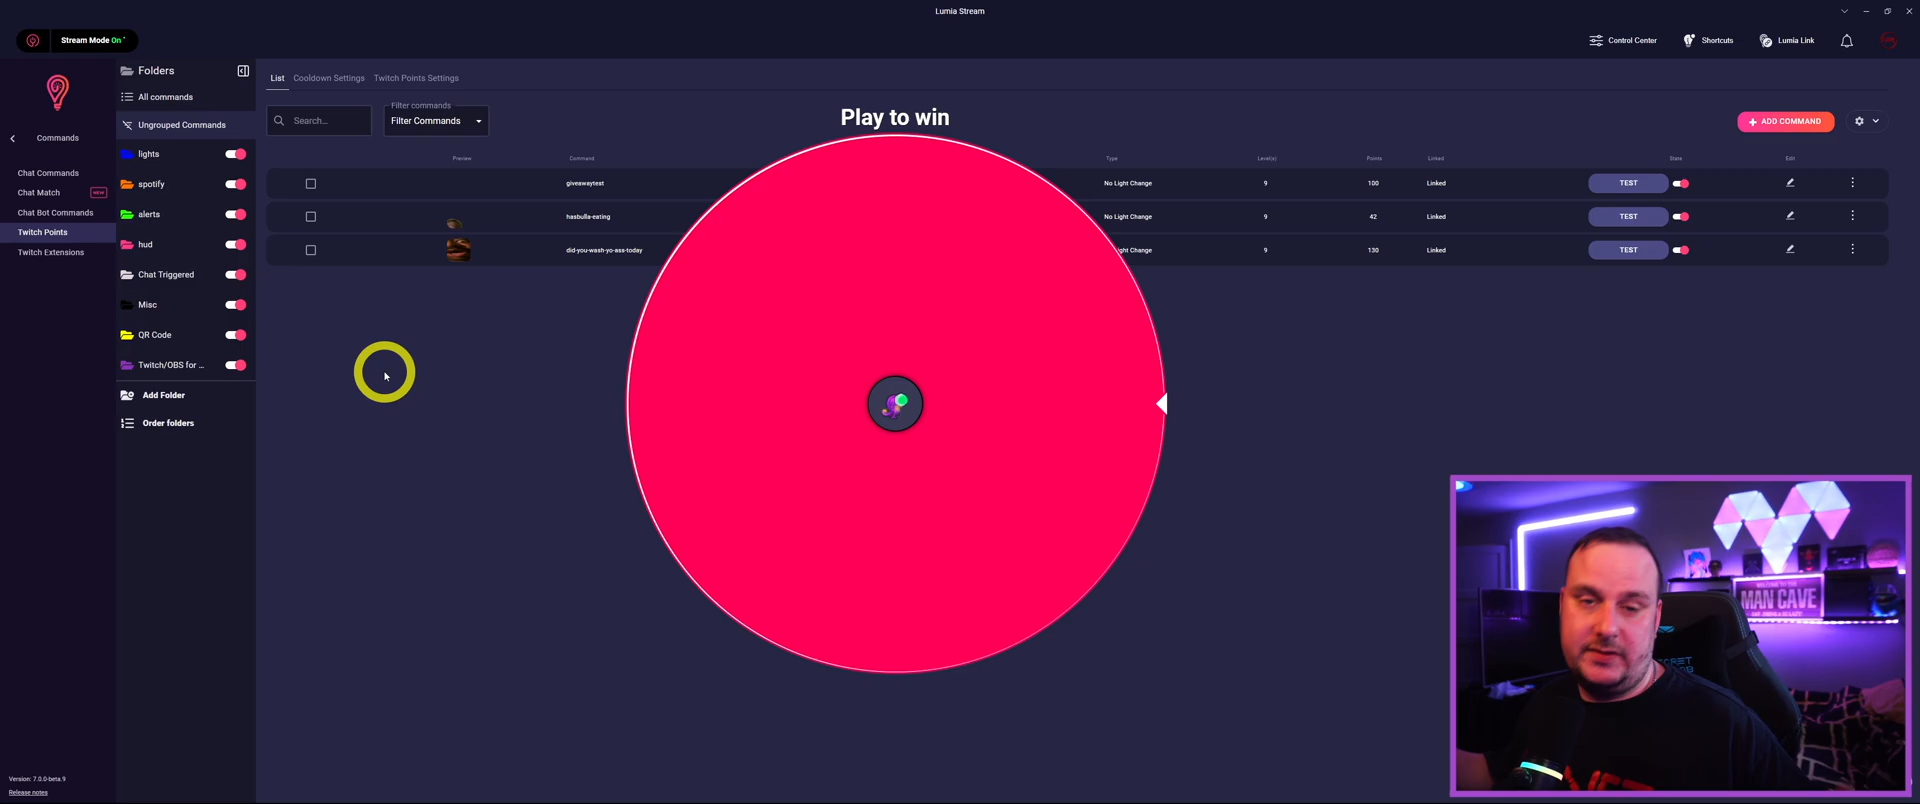 Lumia Stream
Stream Mode On
Control Center
Shortcuts
Lumia Link
Commands
Chat Commands
Chat Match
NEW
Chat Bot Commands
Twitch Points
Twitch Extensions
Version: 7.0.0-beta.9
Release notes
Folders
All commands
Ungrouped Commands
lights
spotify
alerts
hud
Chat Triggered
Misc
QR Code
Twitch/OBS for ...
Add Folder
Order folders
List Cooldown Settings Twitch Points Settings
Search...
Filter commands
Filter Commands
Play to win
ADD COMMAND
Preview Command Type Level(s) Points Linked State Edit
giveawaytest No Light Change 9 100 Linked TEST
hasbulla-eating No Light Change 9 42 Linked TEST
did-you-wash-yo-ass-today Light Change 9 130 Linked TEST
WELCOME TO THE
MAN CAVE